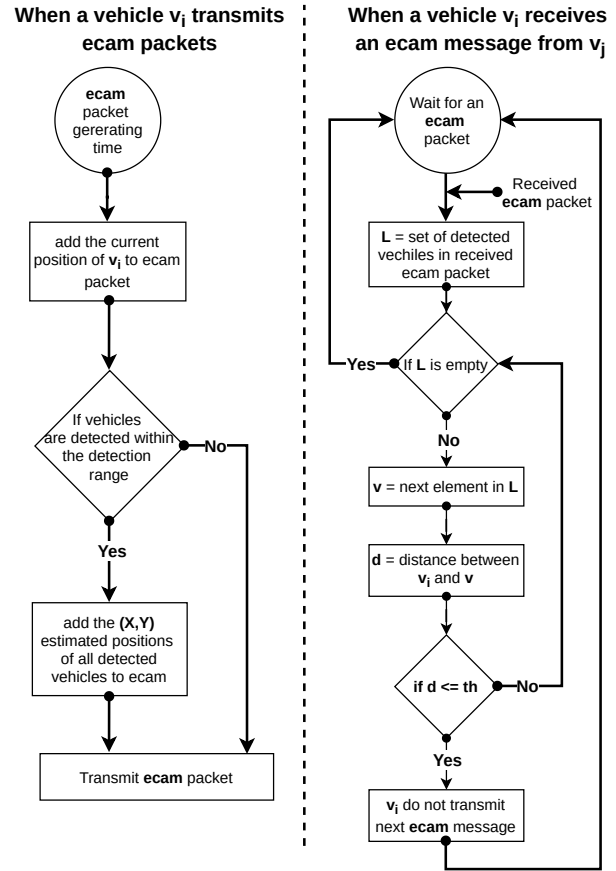 When a vehicle vi transmits
ecam packets
ecam
packet
gererating
time
add the current
position of vi to ecam
packet
If vehicles
are detected within
the detection
range
No
Yes
add the (X,Y)
estimated positions
of all detected
vehicles to ecam
Transmit ecam packet
When a vehicle vi receives
an ecam message from vj
Wait for an
ecam
packet
Received
ecam packet
L = set of detected
vechiles in received
ecam packet
Yes
If L is empty
No
v = next element in L
d = distance between
vi and v
if d <= th
No
Yes
vi do not transmit
next ecam message